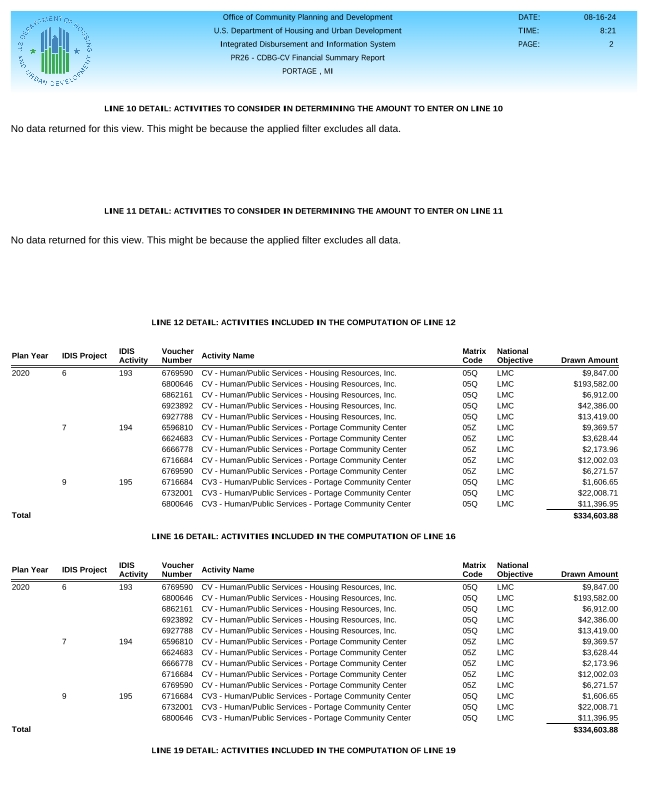 Office of Community Planning and Development DATE: 08-16-24
U.S. Department of Housing and Urban Development TIME: 8:21
Integrated Disbursement and Information System PAGE: 2
PR26 - CDBG-CV Financial Summary Report
PORTAGE , MI
U.S. DEPARTMENT OF HOUSING
AND URBAN DEVELOPMENT
LINE 10 DETAIL: ACTIVITIES TO CONSIDER IN DETERMINING THE AMOUNT TO ENTER ON LINE 10
No data returned for this view. This might be because the applied filter excludes all data.
LINE 11 DETAIL: ACTIVITIES TO CONSIDER IN DETERMINING THE AMOUNT TO ENTER ON LINE 11
No data returned for this view. This might be because the applied filter excludes all data.
LINE 12 DETAIL: ACTIVITIES INCLUDED IN THE COMPUTATION OF LINE 12
Plan Year IDIS Project IDIS Activity Voucher Number Activity Name Matrix Code National Objective Drawn Amount
2020 6 193 6769590 CV - Human/Public Services - Housing Resources, Inc. 05Q LMC $9,847.00
6800646 CV - Human/Public Services - Housing Resources, Inc. 05Q LMC $193,582.00
6862161 CV - Human/Public Services - Housing Resources, Inc. 05Q LMC $6,912.00
6923892 CV - Human/Public Services - Housing Resources, Inc. 05Q LMC $42,386.00
6927788 CV - Human/Public Services - Housing Resources, Inc. 05Q LMC $13,419.00
7 194 6596810 CV - Human/Public Services - Portage Community Center 05Z LMC $9,369.57
6624683 CV - Human/Public Services - Portage Community Center 05Z LMC $3,628.44
6666778 CV - Human/Public Services - Portage Community Center 05Z LMC $2,173.96
6716684 CV - Human/Public Services - Portage Community Center 05Z LMC $12,002.03
6769590 CV - Human/Public Services - Portage Community Center 05Z LMC $6,271.57
9 195 6716684 CV3 - Human/Public Services - Portage Community Center 05Q LMC $1,606.65
6732001 CV3 - Human/Public Services - Portage Community Center 05Q LMC $22,008.71
6800646 CV3 - Human/Public Services - Portage Community Center 05Q LMC $11,396.95
Total $334,603.88
LINE 16 DETAIL: ACTIVITIES INCLUDED IN THE COMPUTATION OF LINE 16
Plan Year IDIS Project IDIS Activity Voucher Number Activity Name Matrix Code National Objective Drawn Amount
2020 6 193 6769590 CV - Human/Public Services - Housing Resources, Inc. 05Q LMC $9,847.00
6800646 CV - Human/Public Services - Housing Resources, Inc. 05Q LMC $193,582.00
6862161 CV - Human/Public Services - Housing Resources, Inc. 05Q LMC $6,912.00
6923892 CV - Human/Public Services - Housing Resources, Inc. 05Q LMC $42,386.00
6927788 CV - Human/Public Services - Housing Resources, Inc. 05Q LMC $13,419.00
7 194 6596810 CV - Human/Public Services - Portage Community Center 05Z LMC $9,369.57
6624683 CV - Human/Public Services - Portage Community Center 05Z LMC $3,628.44
6666778 CV - Human/Public Services - Portage Community Center 05Z LMC $2,173.96
6716684 CV - Human/Public Services - Portage Community Center 05Z LMC $12,002.03
6769590 CV - Human/Public Services - Portage Community Center 05Z LMC $6,271.57
9 195 6716684 CV3 - Human/Public Services - Portage Community Center 05Q LMC $1,606.65
6732001 CV3 - Human/Public Services - Portage Community Center 05Q LMC $22,008.71
6800646 CV3 - Human/Public Services - Portage Community Center 05Q LMC $11,396.95
Total $334,603.88
LINE 19 DETAIL: ACTIVITIES INCLUDED IN THE COMPUTATION OF LINE 19